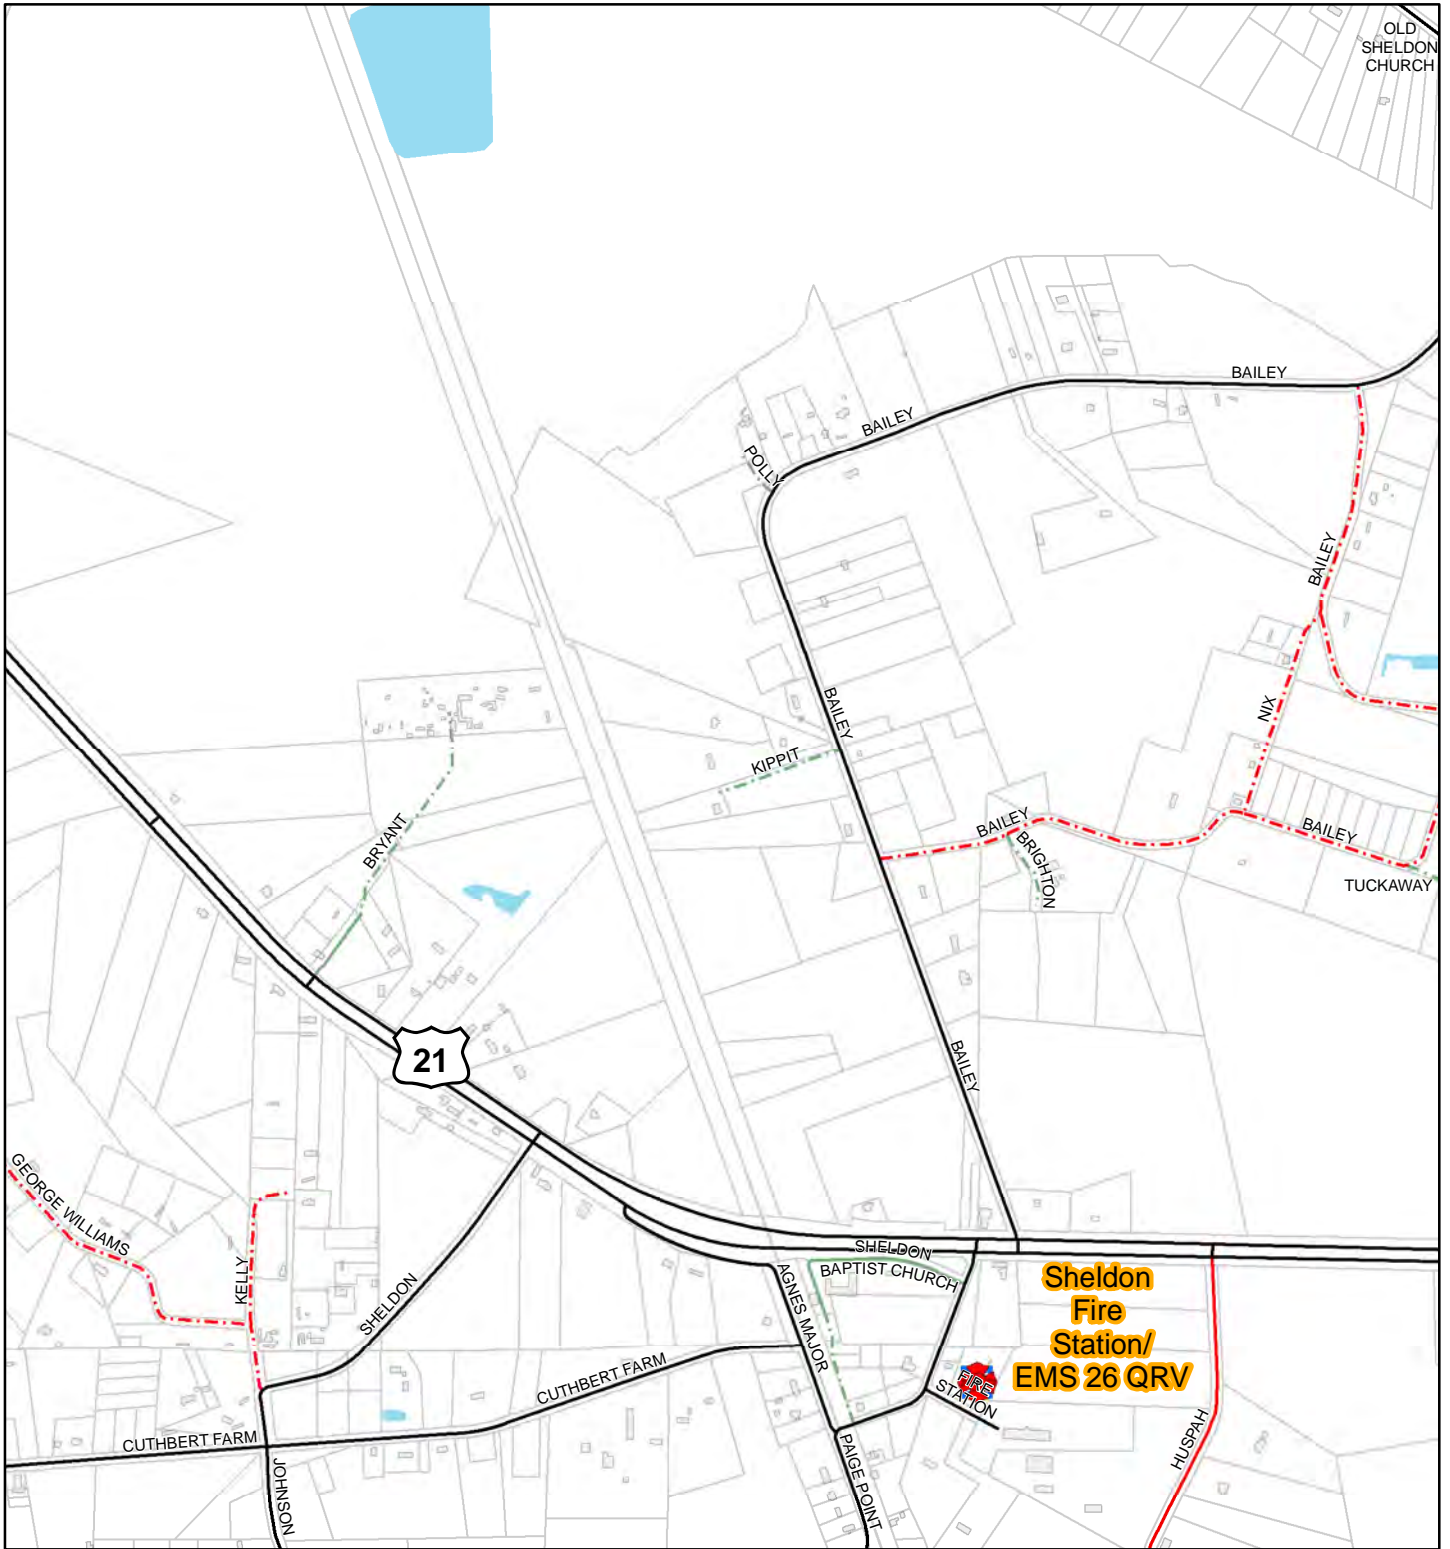 OLD
SHELDON
CHURCH
BAILEY
BAILEY
POLLY
BAILEY
BAILEY
NIX
KIPPIT
BAILEY
BAILEY
BRIGHTON
TUCKAWAY
BRYANT
21
BAILEY
GEORGE WILLIAMS
KELLY
SHELDON
SHELDON
BAPTIST CHURCH
AGNES MAJOR
Sheldon
Fire
Station/
EMS 26 QRV
FIRE
STATION
CUTHBERT FARM
CUTHBERT FARM
HUSPAH
JOHNSON
PAIGE POINT